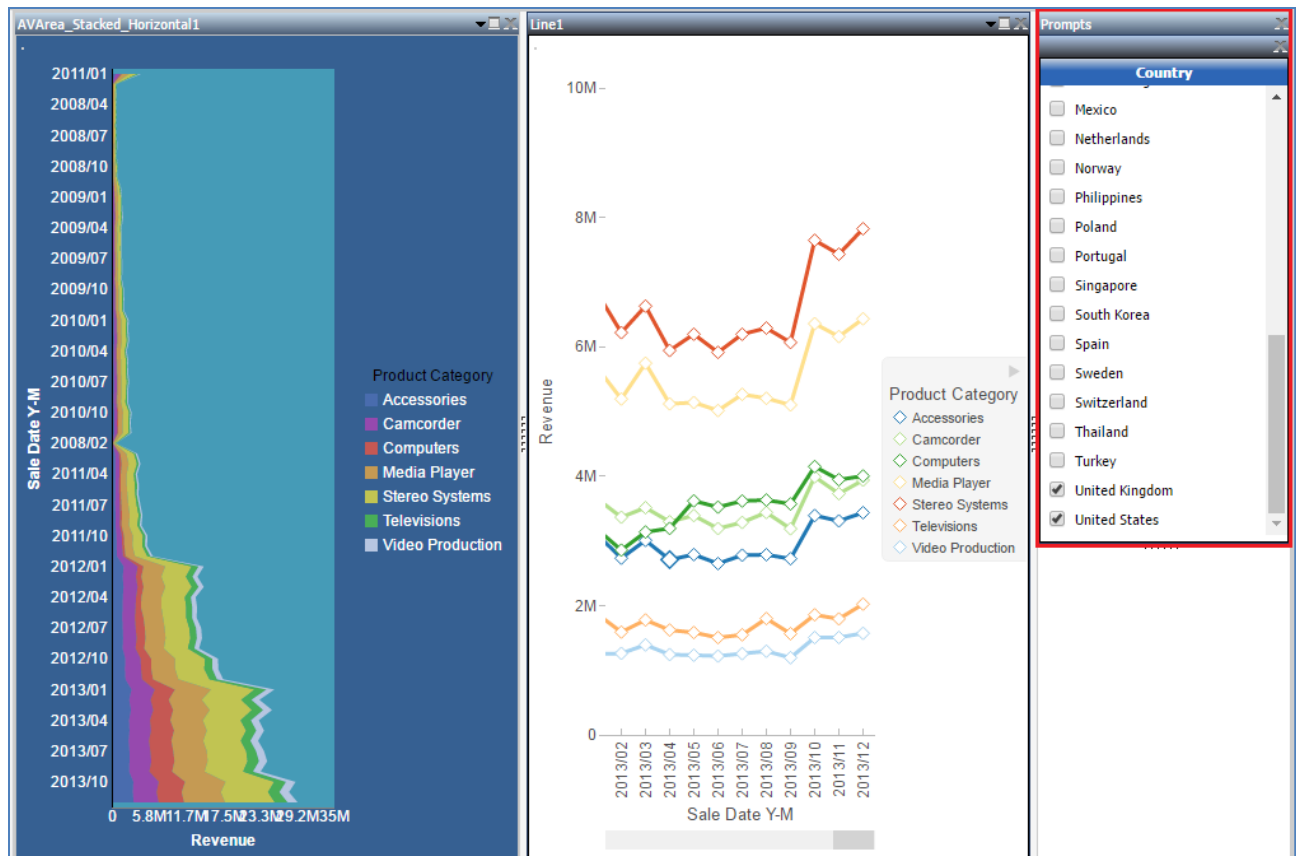 AVArea_Stacked_Horizontal1
2011/01
2008/04
2008/07
2008/10
2009/01
2009/04
2009/07
2009/10
2010/01
2010/04
2010/07
2010/10
2008/02
2011/04
2011/07
2011/10
2012/01
2012/04
2012/07
2012/10
2013/01
2013/04
2013/07
2013/10
Sale Date Y-M
0 5.8M 11.7M 17.5M 23.3M 29.2M 35M
Revenue
Product Category
Accessories
Camcorder
Computers
Media Player
Stereo Systems
Televisions
Video Production
Line1
10M
8M
6M
4M
2M
0
Revenue
2013/02
2013/03
2013/04
2013/05
2013/06
2013/07
2013/08
2013/09
2013/10
2013/11
2013/12
Sale Date Y-M
Product Category
Accessories
Camcorder
Computers
Media Player
Stereo Systems
Televisions
Video Production
Prompts
Country
Mexico
Netherlands
Norway
Philippines
Poland
Portugal
Singapore
South Korea
Spain
Sweden
Switzerland
Thailand
Turkey
United Kingdom
United States